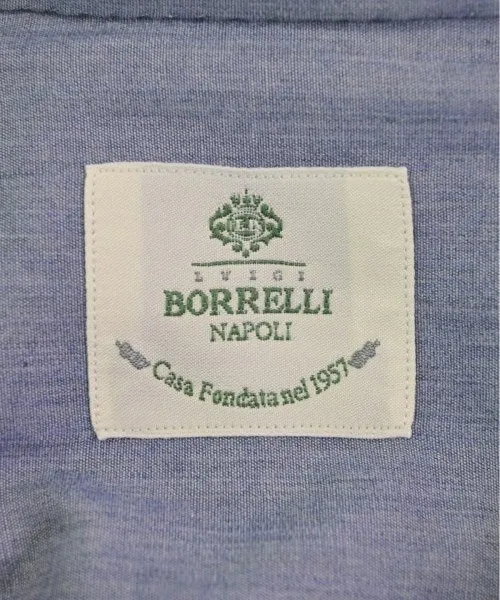 LUIGI
BORRELLI
NAPOLI
Casa Fondata nel 1957